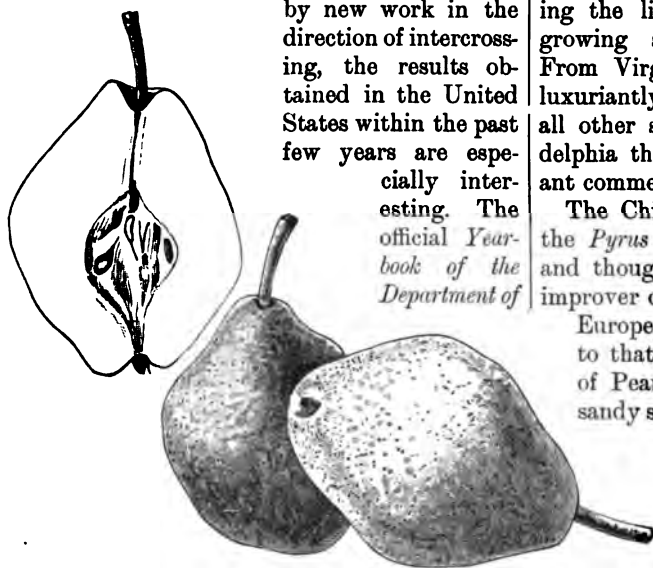 by new work in the
direction of intercross-
ing, the results ob-
tained in the United
States within the past
few years are espe-
cially inter-
esting. The
official Year-
book of the
Department of
ing the li
growing s
From Virg
luxuriantly
all other s
delphia th
ant comme
The Chi
the Pyrus
and thoug
improver o
Europe
to that
of Pear
sandy s